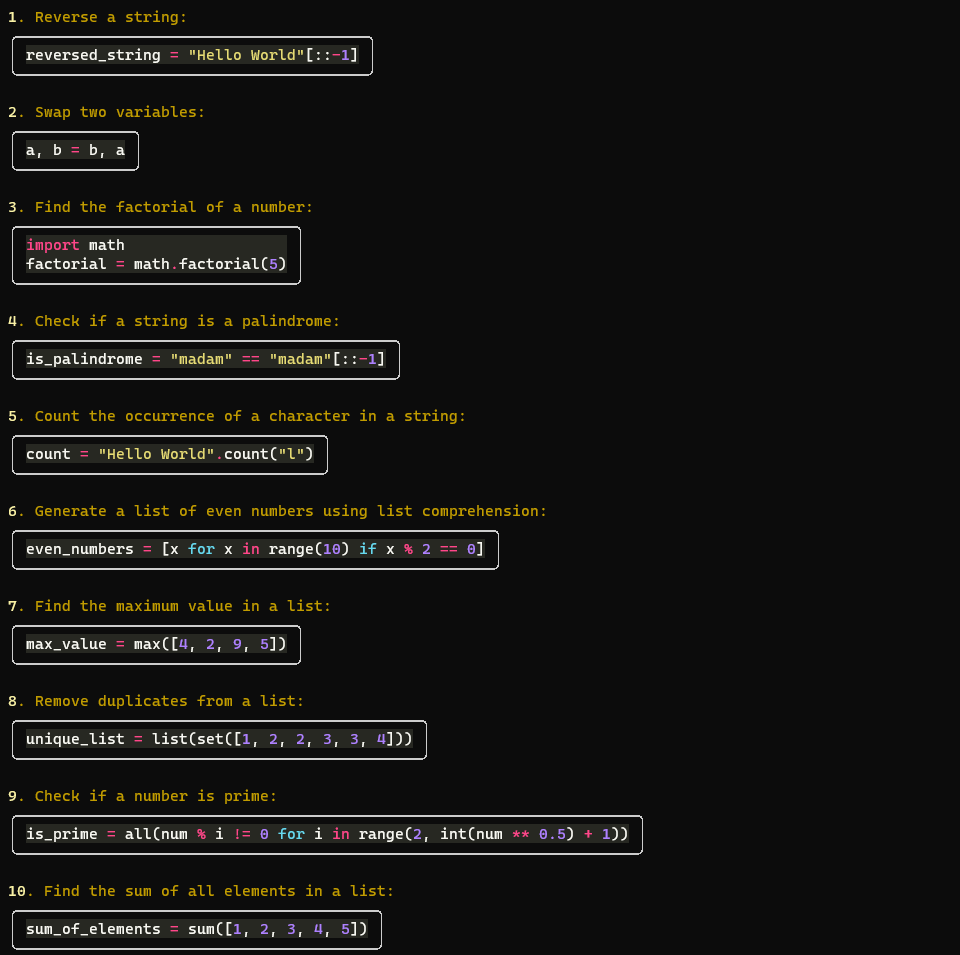 1. Reverse a string:
reversed_string = "Hello World"[::-1]
2. Swap two variables:
a, b = b, a
3. Find the factorial of a number:
import math
factorial = math.factorial(5)
4. Check if a string is a palindrome:
is_palindrome = "madam" == "madam"[::-1]
5. Count the occurrence of a character in a string:
count = "Hello World".count("l")
6. Generate a list of even numbers using list comprehension:
even_numbers = [x for x in range(10) if x % 2 == 0]
7. Find the maximum value in a list:
max_value = max([4, 2, 9, 5])
8. Remove duplicates from a list:
unique_list = list(set([1, 2, 2, 3, 3, 4]))
9. Check if a number is prime:
is_prime = all(num % i != 0 for i in range(2, int(num ** 0.5) + 1))
10. Find the sum of all elements in a list:
sum_of_elements = sum([1, 2, 3, 4, 5])